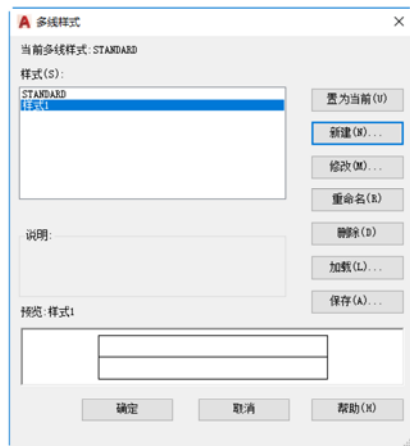 多线样式
当前多线样式:STANDARD
样式(S):
STANDARD
样式1
置为当前(U)
新建(N)...
修改(M)...
重命名(R)
说明:
删除(D)
加载(L)...
保存(A)...
预览:样式1
确定
取消
帮助(H)